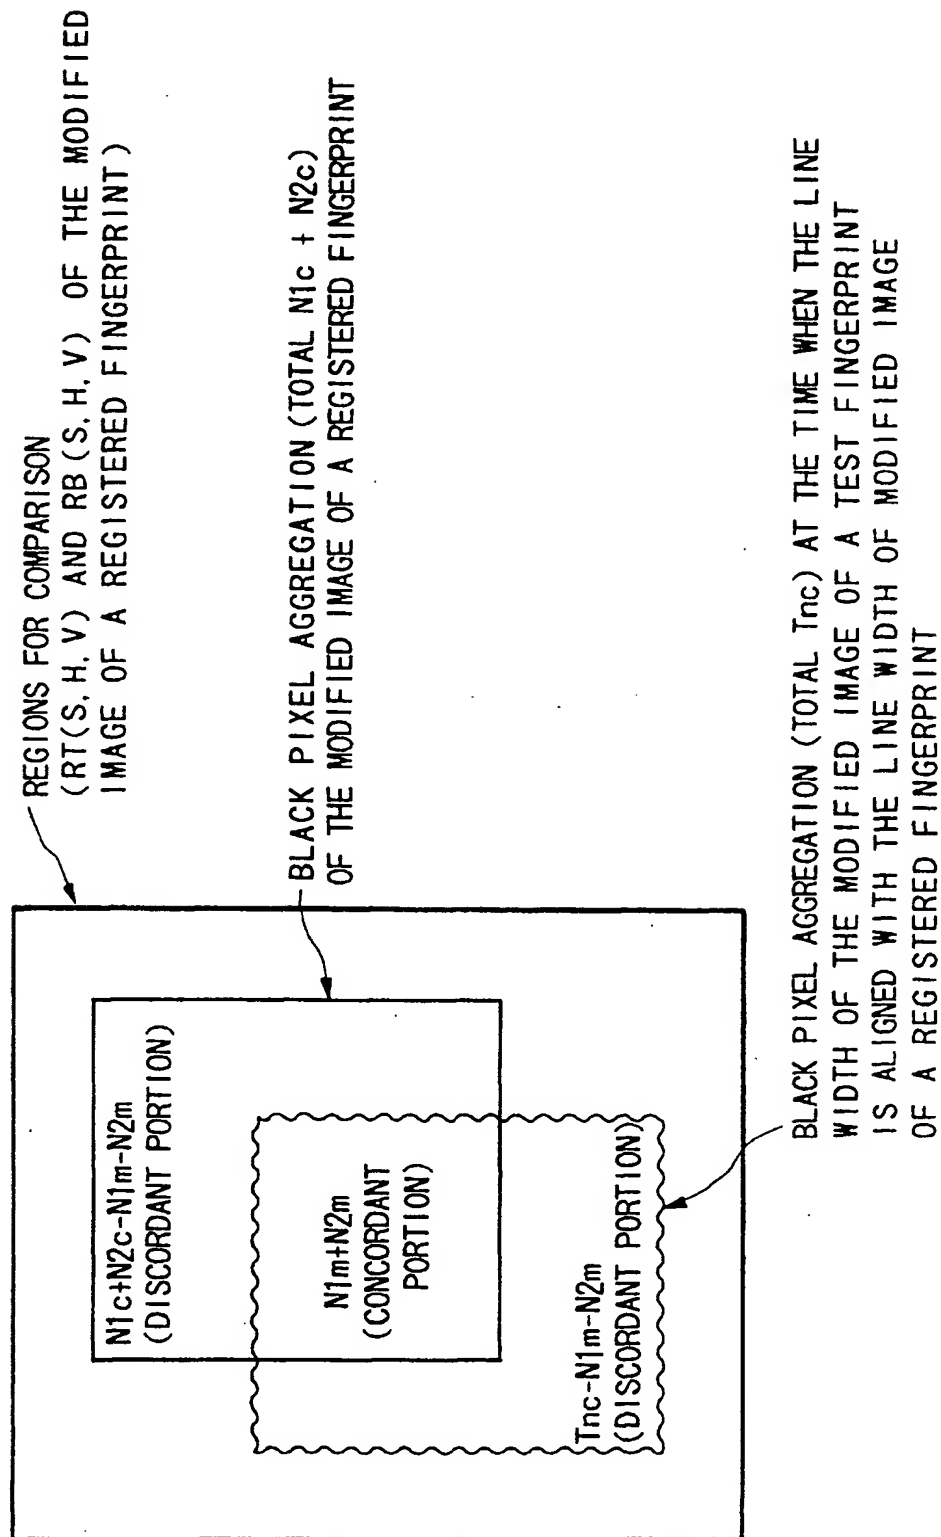 REGIONS FOR COMPARISON
(RT(S, H, V) AND RB(S, H, V) OF THE MODIFIED
IMAGE OF A REGISTERED FINGERPRINT)
BLACK PIXEL AGGREGATION (TOTAL N1c + N2c)
OF THE MODIFIED IMAGE OF A REGISTERED FINGERPRINT
N1c+N2c-N1m-N2m
(DISCORDANT PORTION)
N1m+N2m
(CONCORDANT
PORTION)
Tnc-N1m-N2m
(DISCORDANT PORTION)
BLACK PIXEL AGGREGATION (TOTAL Tnc) AT THE TIME WHEN THE LINE
WIDTH OF THE MODIFIED IMAGE OF A TEST FINGERPRINT
IS ALIGNED WITH THE LINE WIDTH OF MODIFIED IMAGE
OF A REGISTERED FINGERPRINT